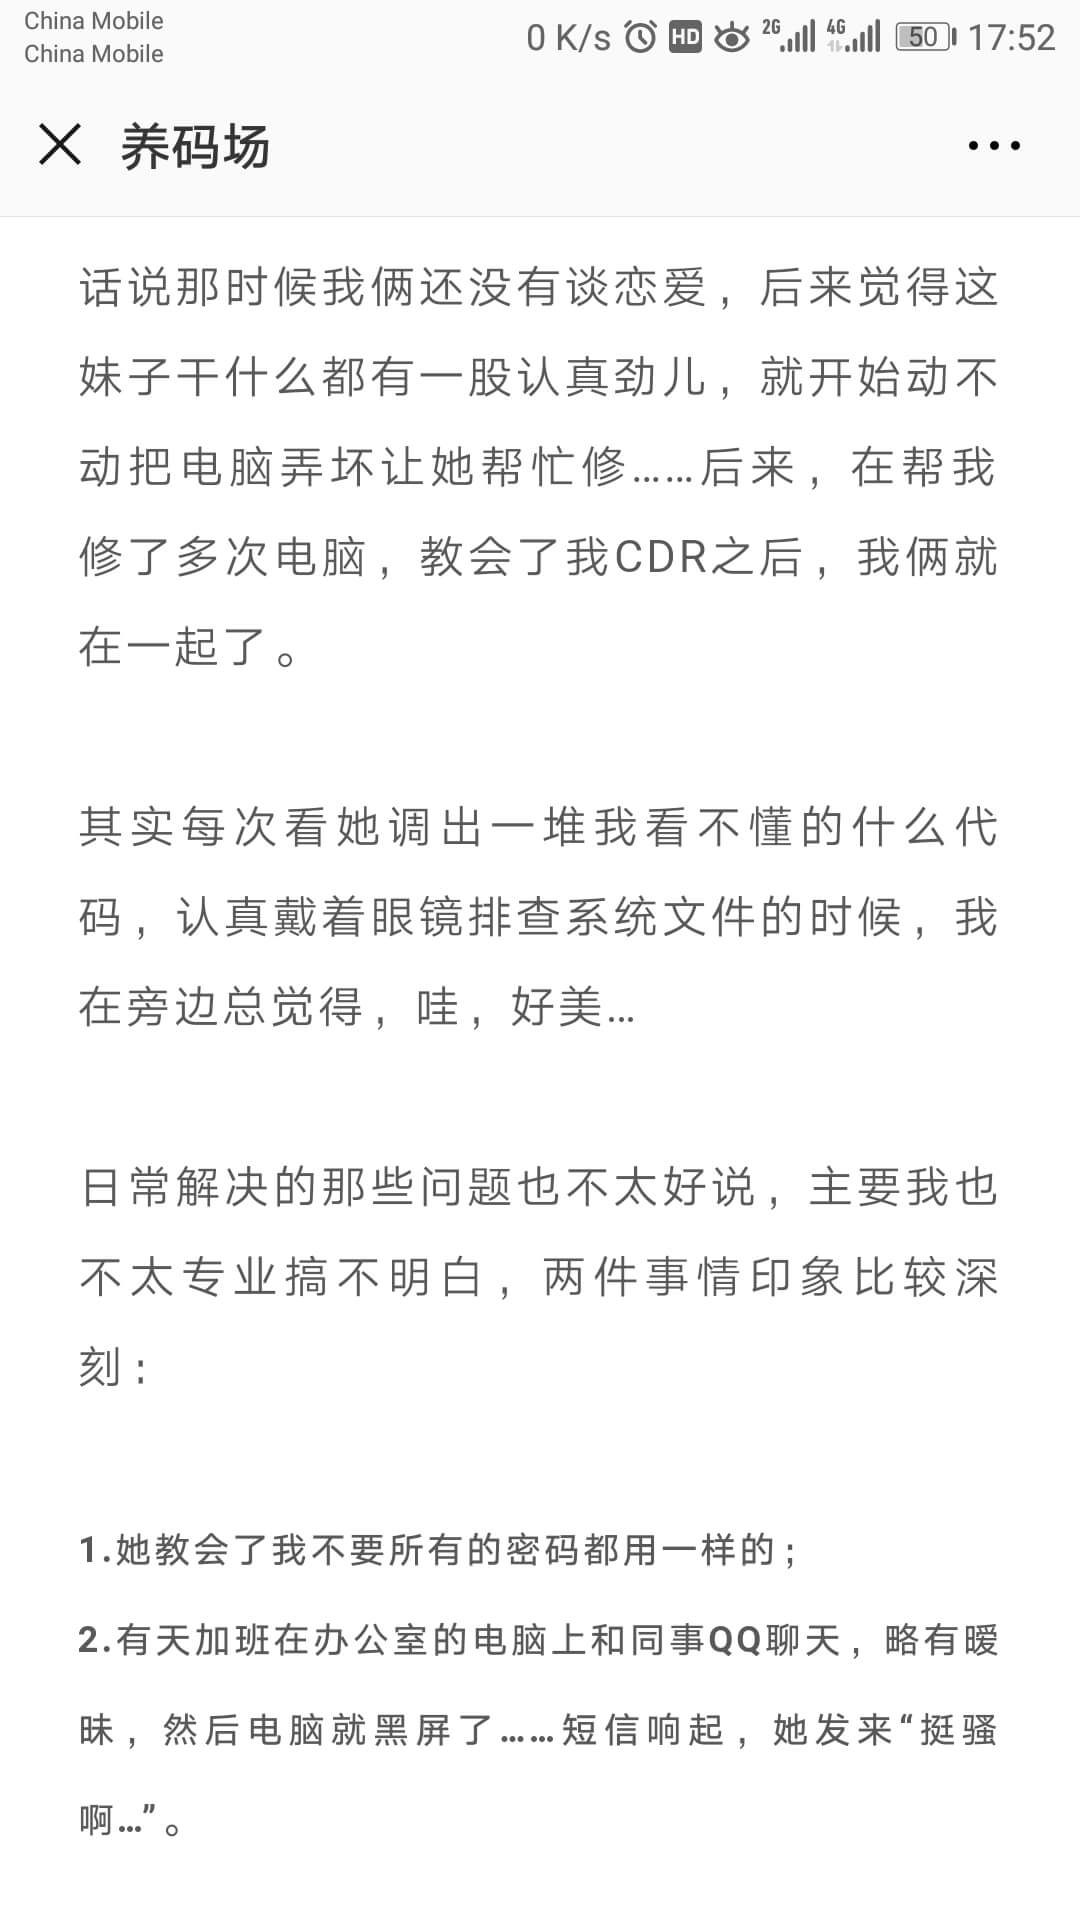 China Mobile
China Mobile
0 K/s HD 2G 4G 50 17:52
养码场
话说那时候我俩还没有谈恋爱，后来觉得这
妹子干什么都有一股认真劲儿，就开始动不
动把电脑弄坏让她帮忙修……后来，在帮我
修了多次电脑，教会了我CDR之后，我俩就
在一起了。
其实每次看她调出一堆我看不懂的什么代
码，认真戴着眼镜排查系统文件的时候，我
在旁边总觉得，哇，好美…
日常解决的那些问题也不太好说，主要我也
不太专业搞不明白，两件事情印象比较深
刻：
1.她教会了我不要所有的密码都用一样的；
2.有天加班在办公室的电脑上和同事QQ聊天，略有暧
昧，然后电脑就黑屏了……短信响起，她发来“挺骚
啊…”。